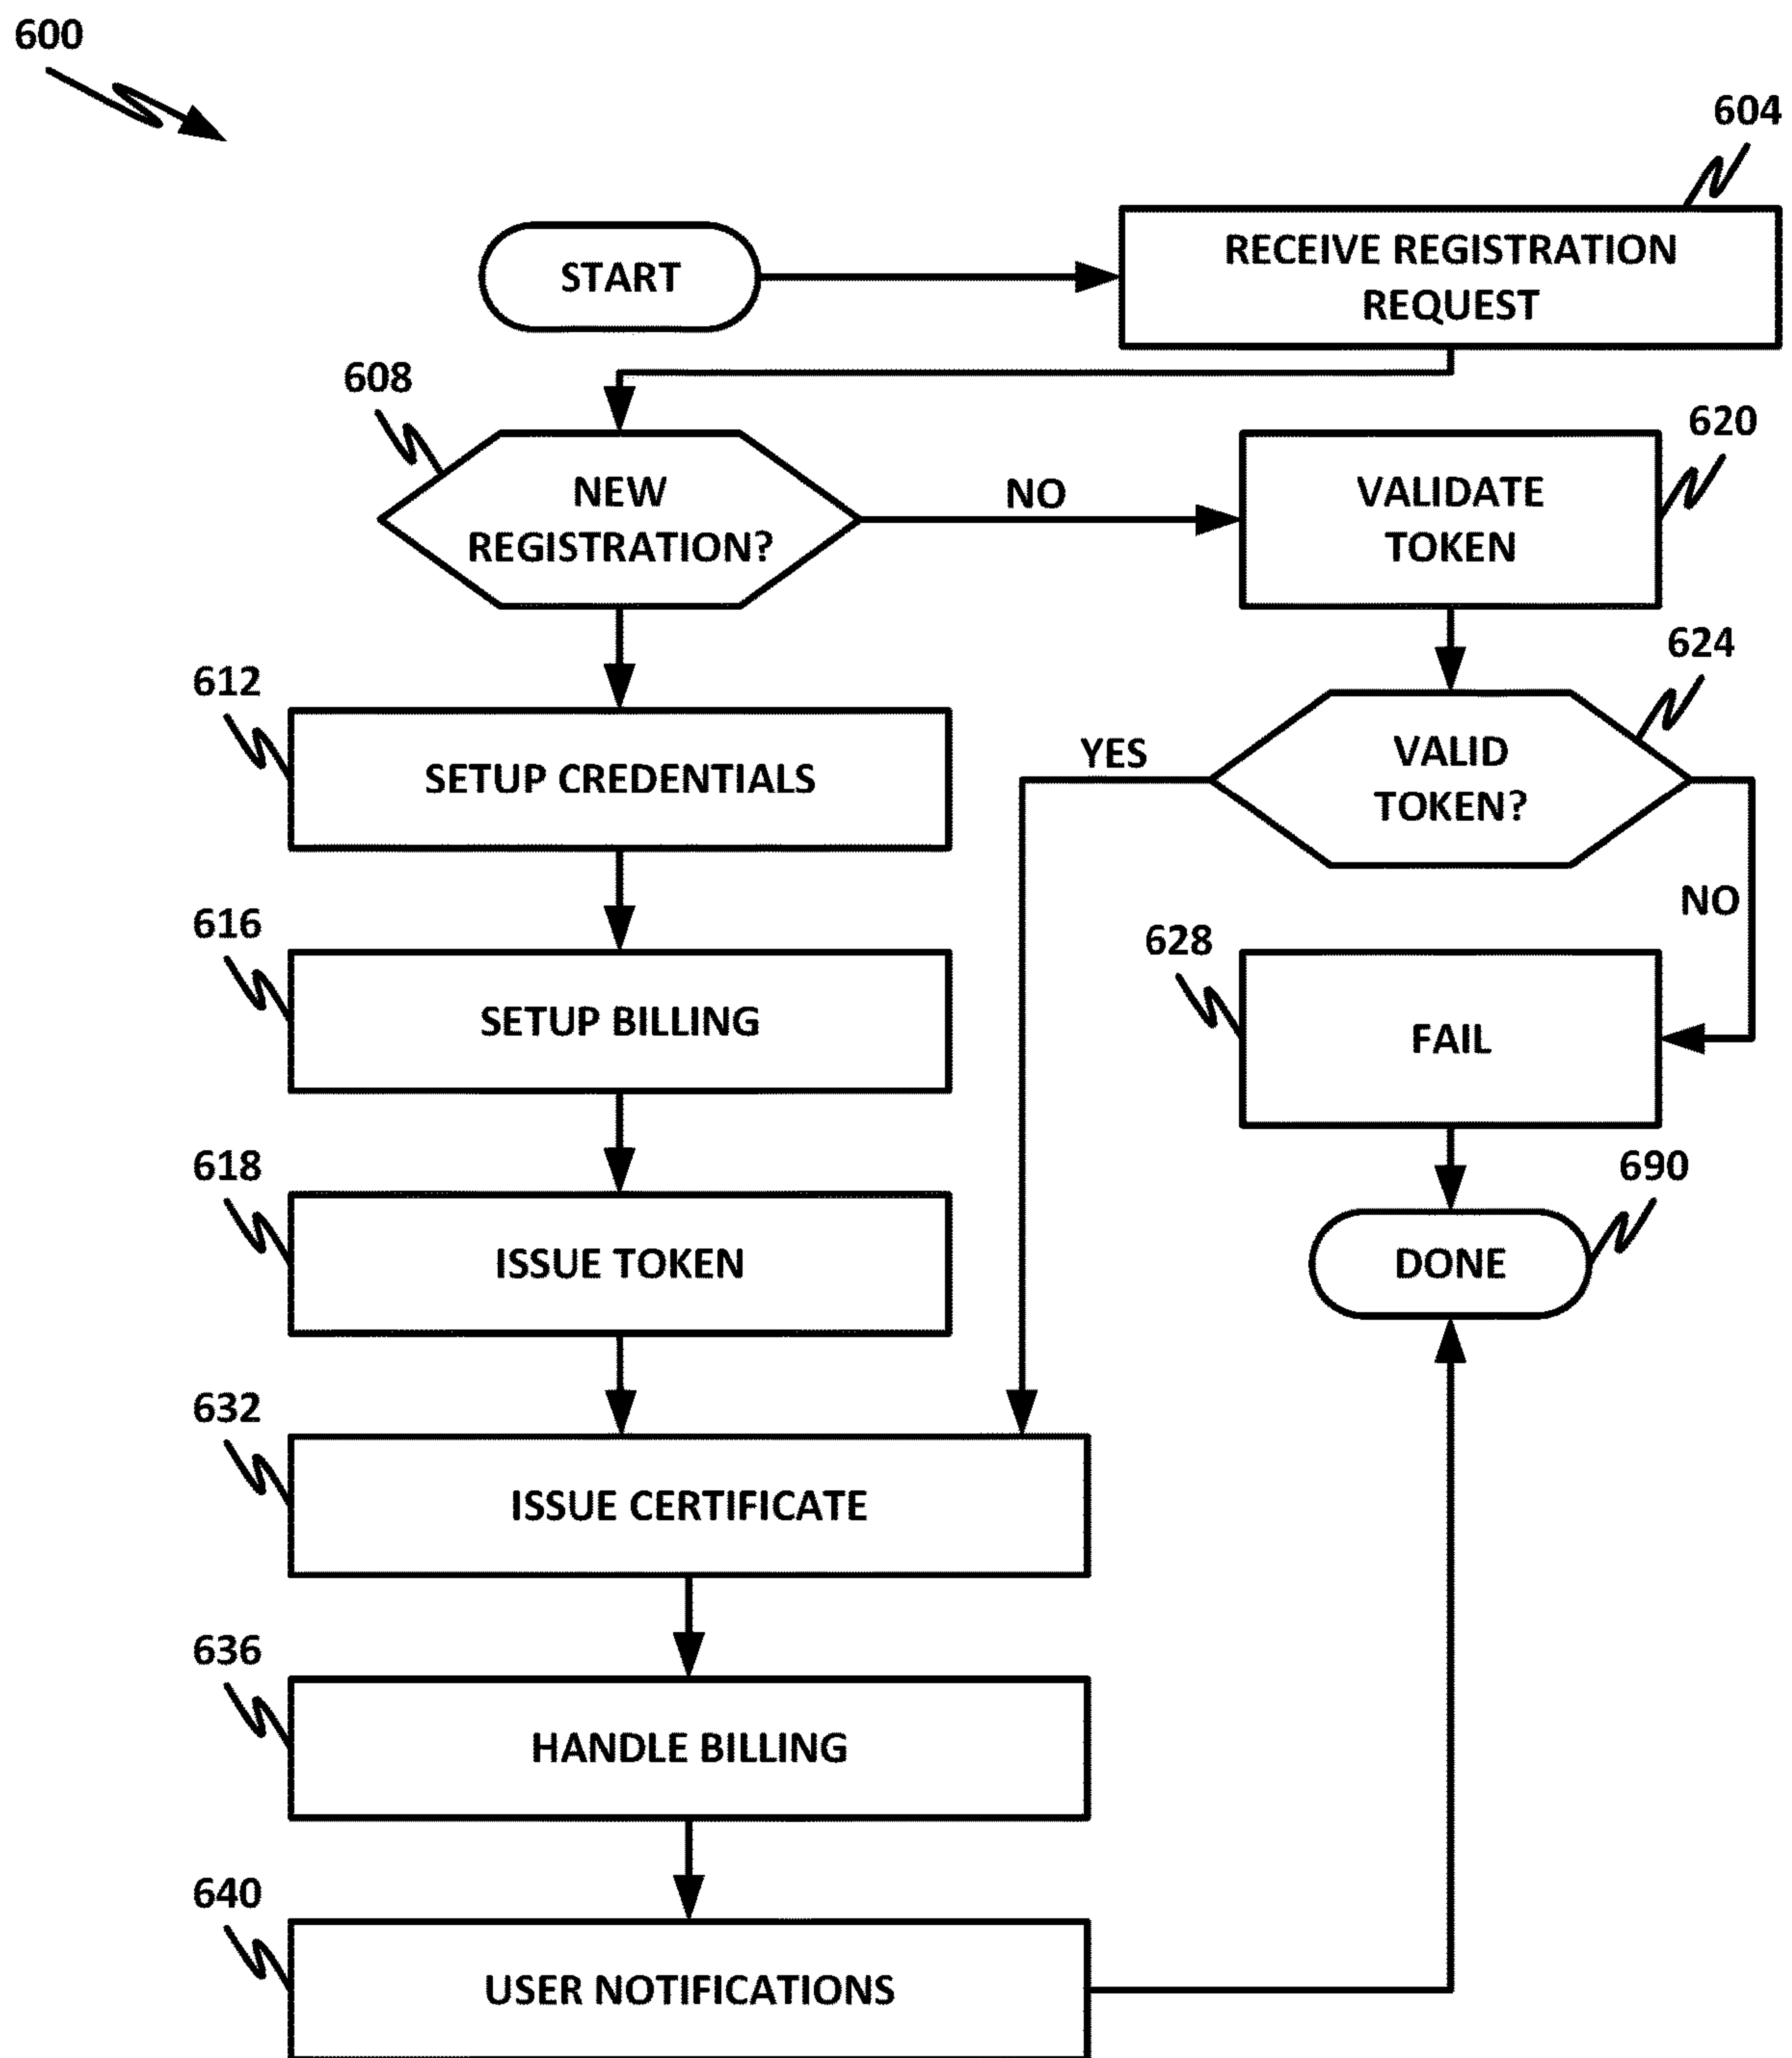 600
604
START
RECEIVE REGISTRATION
REQUEST
608
NEW
REGISTRATION?
NO
620
VALIDATE
TOKEN
612
SETUP CREDENTIALS
624
YES
VALID
TOKEN?
NO
616
SETUP BILLING
628
FAIL
618
ISSUE TOKEN
690
DONE
632
ISSUE CERTIFICATE
636
HANDLE BILLING
640
USER NOTIFICATIONS